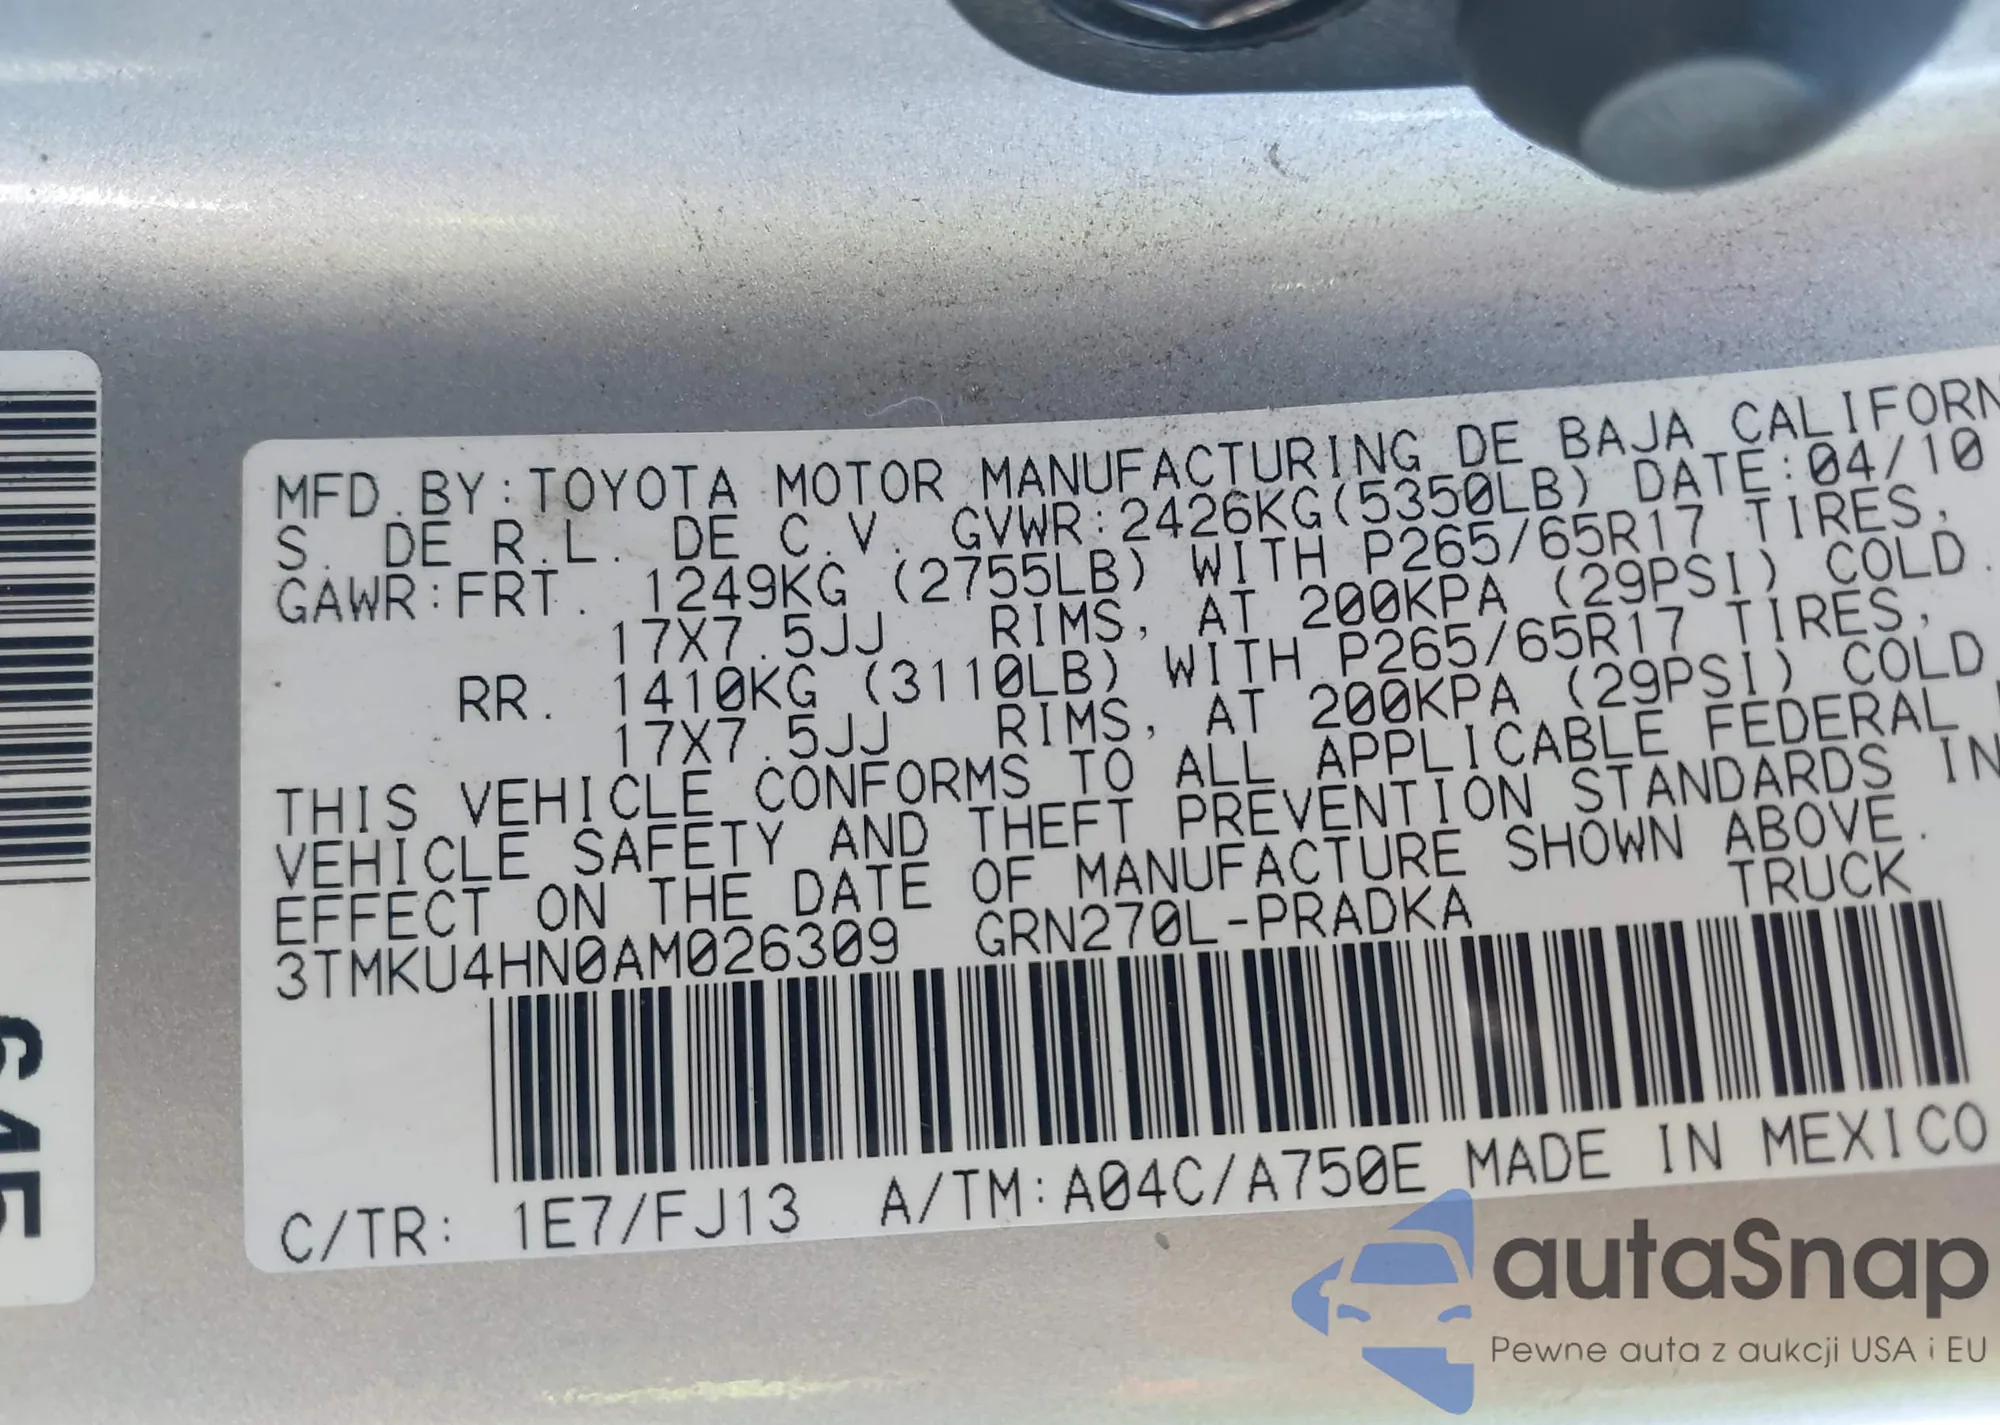 MFD.BY:TOYOTA MOTOR MANUFACTURING DE BAJA CALIFORN
S. DE R.L. DE C.V. GVWR:2426KG(5350LB) DATE:04/10
GAWR:FRT. 1249KG (2755LB) WITH P265/65R17 TIRES,
17X7.5JJ RIMS, AT 200KPA (29PSI) COLD.
RR. 1410KG (3110LB) WITH P265/65R17 TIRES,
17X7.5JJ RIMS, AT 200KPA (29PSI) COLD
THIS VEHICLE CONFORMS TO ALL APPLICABLE FEDERAL
VEHICLE SAFETY AND THEFT PREVENTION STANDARDS IN
EFFECT ON THE DATE OF MANUFACTURE SHOWN ABOVE.
3TMKU4HN0AM026309 GRN270L-PRADKA TRUCK
C/TR: 1E7/FJ13 A/TM:A04C/A750E MADE IN MEXICO
645
autaSnap
Pewne auta z aukcji USA i EU